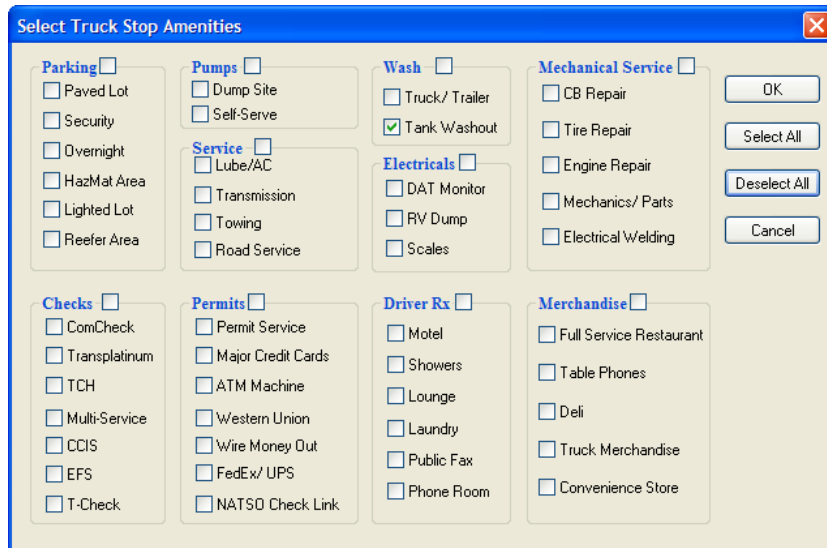 Select Truck Stop Amenities
Parking
Paved Lot
Security
Overnight
HazMat Area
Lighted Lot
Reefer Area
Pumps
Dump Site
Self-Serve
Service
Lube/AC
Transmission
Towing
Road Service
Wash
Truck/ Trailer
Tank Washout
Electricals
DAT Monitor
RV Dump
Scales
Mechanical Service
CB Repair
Tire Repair
Engine Repair
Mechanics/ Parts
Electrical Welding
OK
Select All
Deselect All
Cancel
Checks
ComCheck
Transplatinum
TCH
Multi-Service
CCIS
EFS
T-Check
Permits
Permit Service
Major Credit Cards
ATM Machine
Western Union
Wire Money Out
FedEx/ UPS
NATSO Check Link
Driver Rx
Motel
Showers
Lounge
Laundry
Public Fax
Phone Room
Merchandise
Full Service Restaurant
Table Phones
Deli
Truck Merchandise
Convenience Store